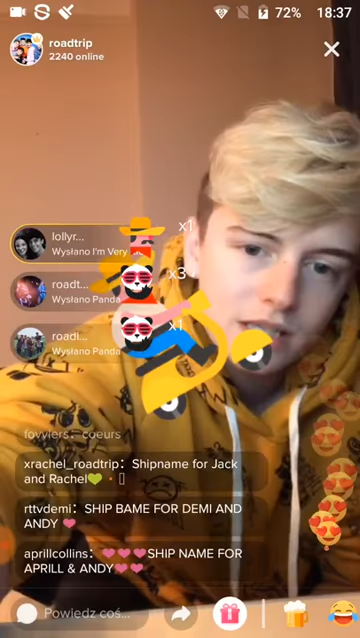 72% 18:37
roadtrip
2240 online
lollyr...
Wysłano I'm Very
x1
roadt...
Wysłano Panda
x3
roadi...
Wysłano Panda
x1
fovviers: coeurs
xrachel_roadtrip: Shipname for Jack
and Rachel💚
rttvdemi: SHIP BAME FOR DEMI AND
ANDY ❤
aprillcollins: ❤❤❤SHIP NAME FOR
APRILL & ANDY❤❤
Powiedz coś...